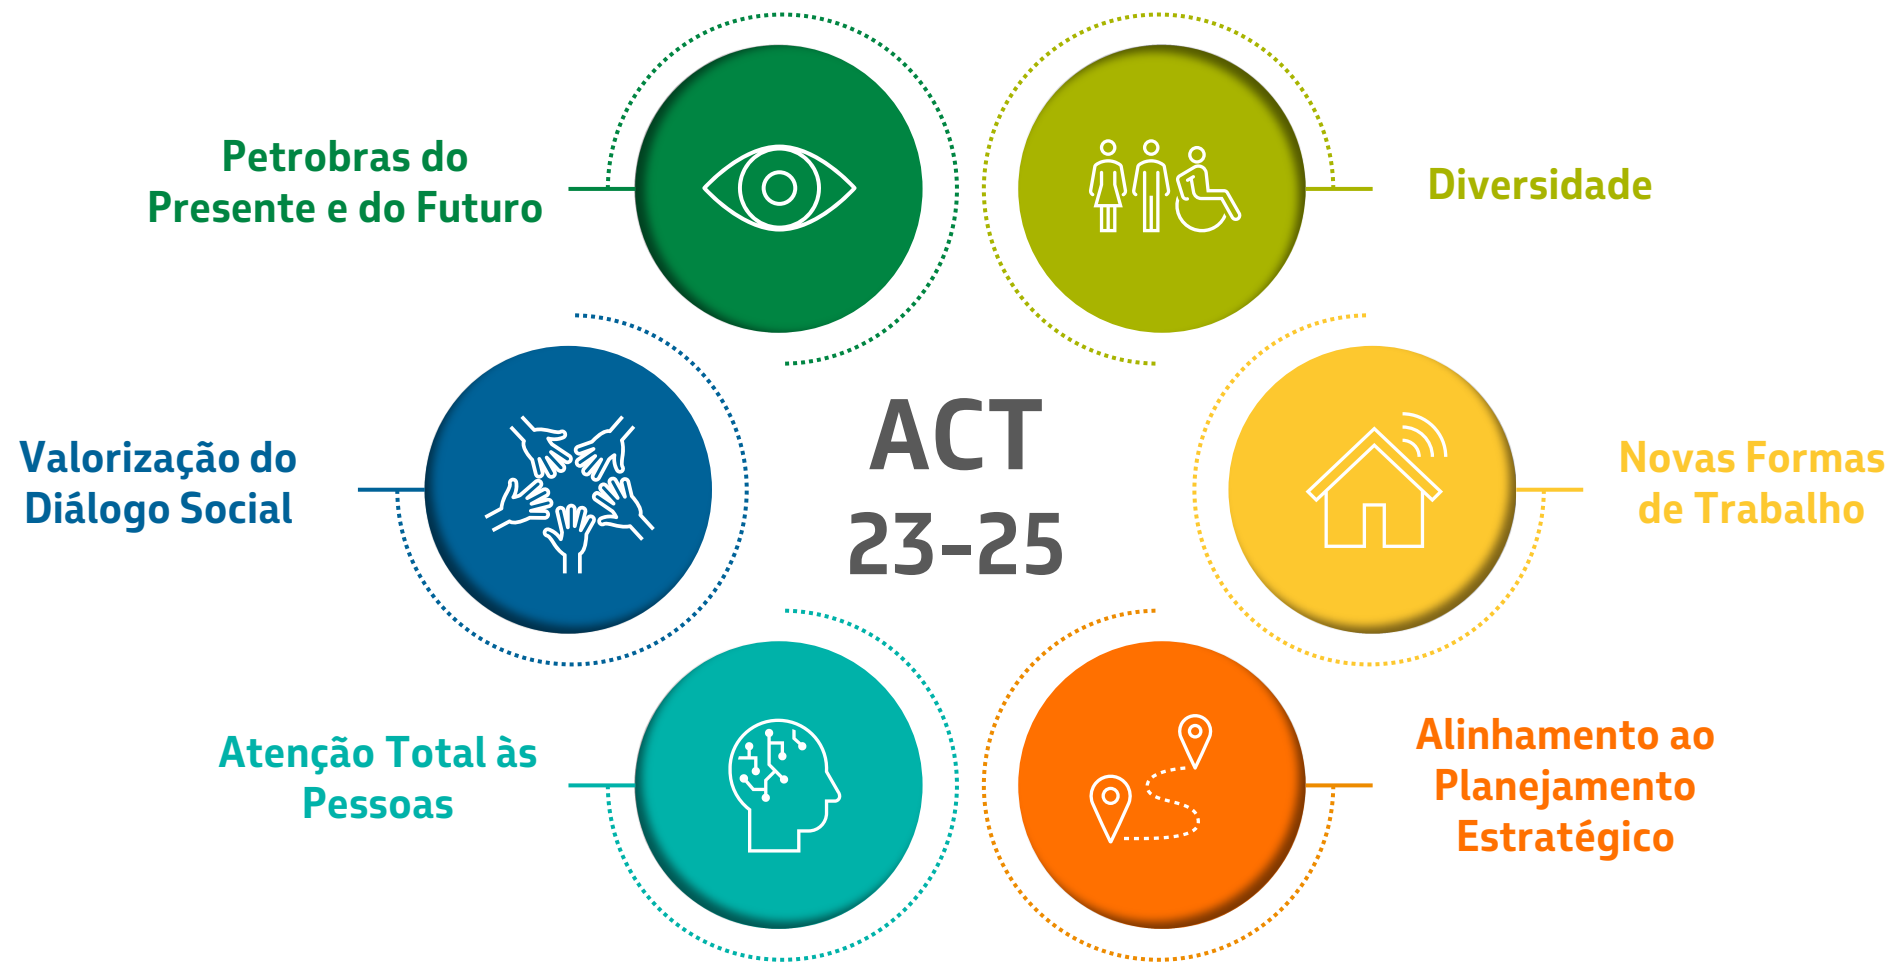 Petrobras do
Presente e do Futuro
Diversidade
Valorização do
Diálogo Social
ACT
23-25
Novas Formas
de Trabalho
Atenção Total às
Pessoas
Alinhamento ao
Planejamento
Estratégico